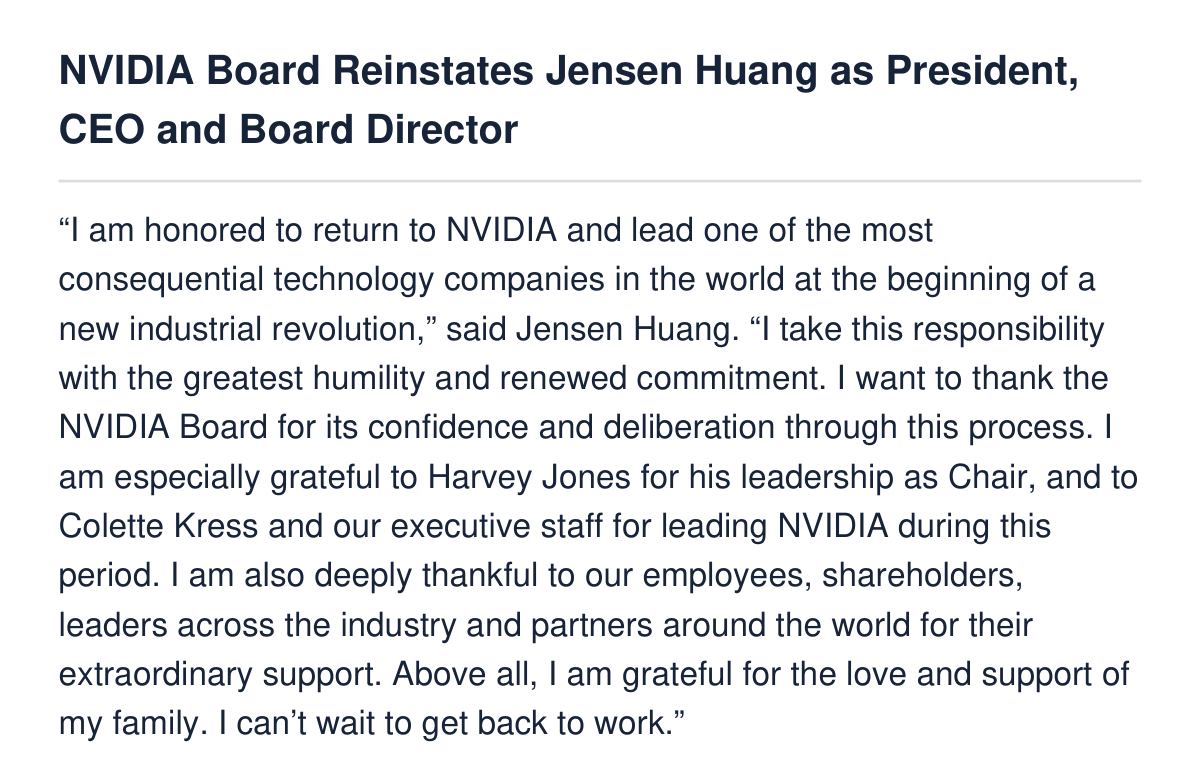 NVIDIA Board Reinstates Jensen Huang as President,
CEO and Board Director
“I am honored to return to NVIDIA and lead one of the most
consequential technology companies in the world at the beginning of a
new industrial revolution,” said Jensen Huang. “I take this responsibility
with the greatest humility and renewed commitment. I want to thank the
NVIDIA Board for its confidence and deliberation through this process. I
am especially grateful to Harvey Jones for his leadership as Chair, and to
Colette Kress and our executive staff for leading NVIDIA during this
period. I am also deeply thankful to our employees, shareholders,
leaders across the industry and partners around the world for their
extraordinary support. Above all, I am grateful for the love and support of
my family. I can’t wait to get back to work.”